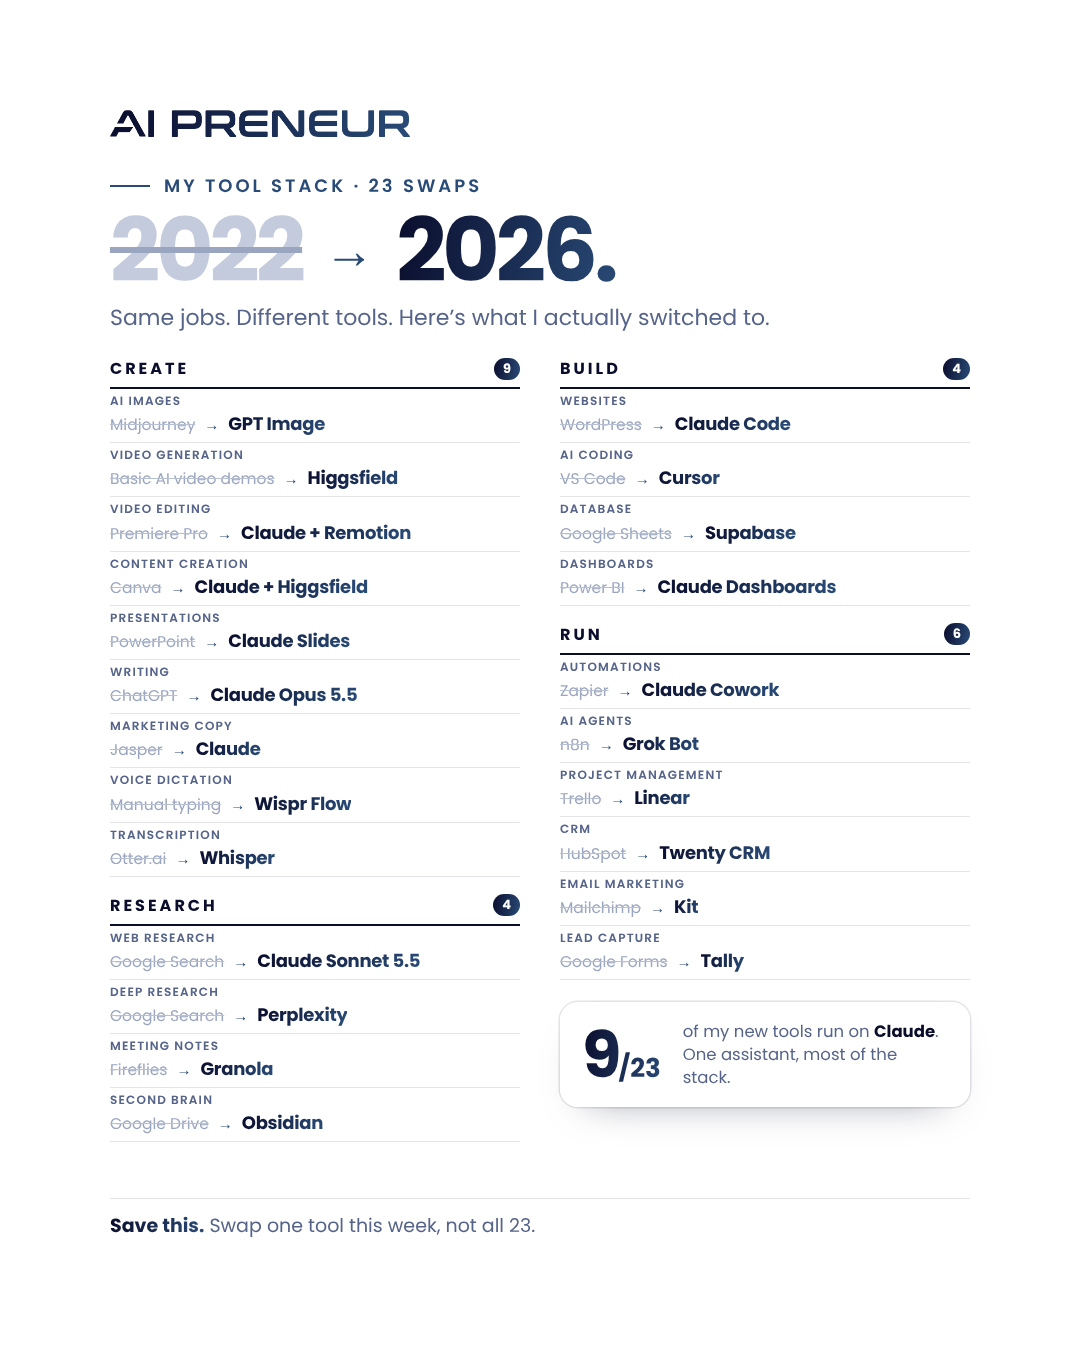 AI PRENEUR
MY TOOL STACK · 23 SWAPS
2022 → 2026.
Same jobs. Different tools. Here’s what I actually switched to.
CREATE 9
AI IMAGES
Midjourney → GPT Image
VIDEO GENERATION
Basic AI video demos → Higgsfield
VIDEO EDITING
Premiere Pro → Claude + Remotion
CONTENT CREATION
Canva → Claude + Higgsfield
PRESENTATIONS
PowerPoint → Claude Slides
WRITING
ChatGPT → Claude Opus 5.5
MARKETING COPY
Jasper → Claude
VOICE DICTATION
Manual typing → Wispr Flow
TRANSCRIPTION
Otter.ai → Whisper
RESEARCH 4
WEB RESEARCH
Google Search → Claude Sonnet 5.5
DEEP RESEARCH
Google Search → Perplexity
MEETING NOTES
Fireflies → Granola
SECOND BRAIN
Google Drive → Obsidian
BUILD 4
WEBSITES
WordPress → Claude Code
AI CODING
VS Code → Cursor
DATABASE
Google Sheets → Supabase
DASHBOARDS
Power BI → Claude Dashboards
RUN 6
AUTOMATIONS
Zapier → Claude Cowork
AI AGENTS
n8n → Grok Bot
PROJECT MANAGEMENT
Trello → Linear
CRM
HubSpot → Twenty CRM
EMAIL MARKETING
Mailchimp → Kit
LEAD CAPTURE
Google Forms → Tally
9/23
of my new tools run on Claude.
One assistant, most of the
stack.
Save this. Swap one tool this week, not all 23.